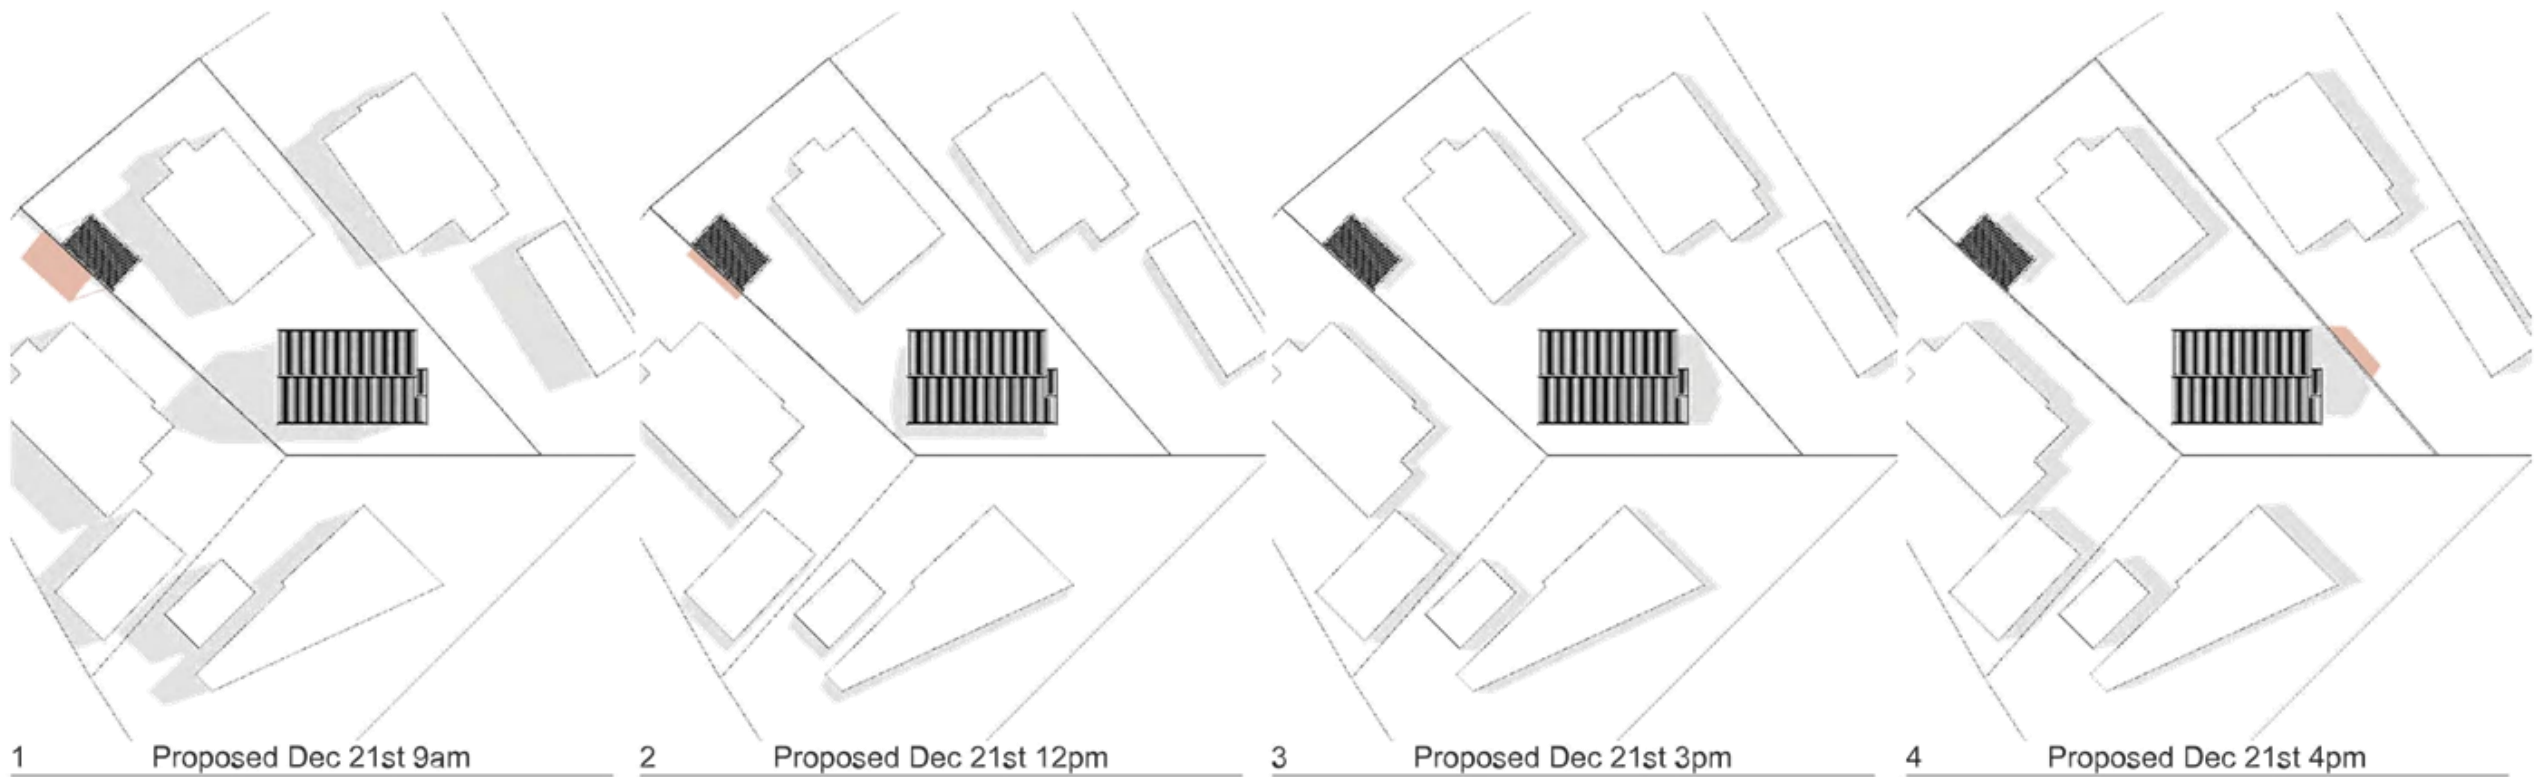 1 Proposed Dec 21st 9am
2 Proposed Dec 21st 12pm
3 Proposed Dec 21st 3pm
4 Proposed Dec 21st 4pm